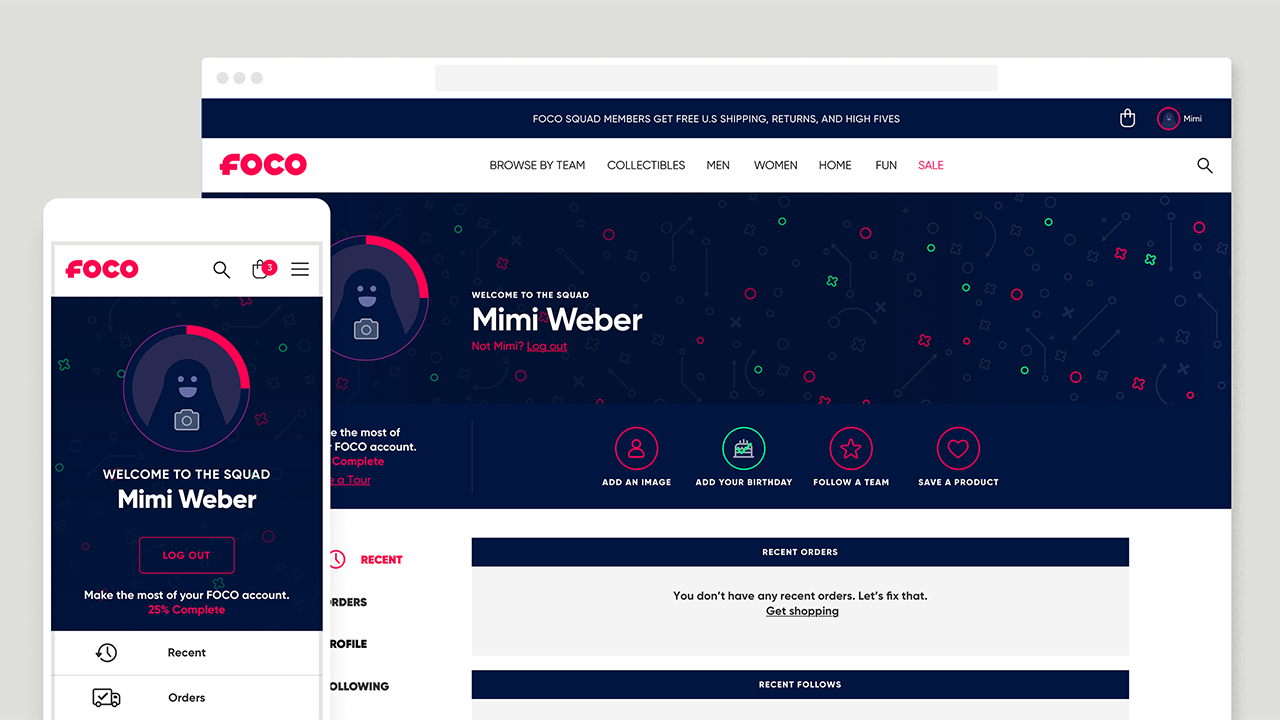 FOCO SQUAD MEMBERS GET FREE U.S SHIPPING, RETURNS, AND HIGH FIVES
Mimi
FOCO
BROWSE BY TEAM
COLLECTIBLES
MEN
WOMEN
HOME
FUN
SALE
WELCOME TO THE SQUAD
Mimi Weber
Not Mimi? Log out
e the most of
FOCO account.
Complete
a Tour
ADD AN IMAGE
ADD YOUR BIRTHDAY
FOLLOW A TEAM
SAVE A PRODUCT
RECENT
RDERS
ROFILE
OLLOWING
RECENT ORDERS
You don’t have any recent orders. Let’s fix that.
Get shopping
RECENT FOLLOWS
FOCO
3
WELCOME TO THE SQUAD
Mimi Weber
LOG OUT
Make the most of your FOCO account.
25% Complete
Recent
Orders